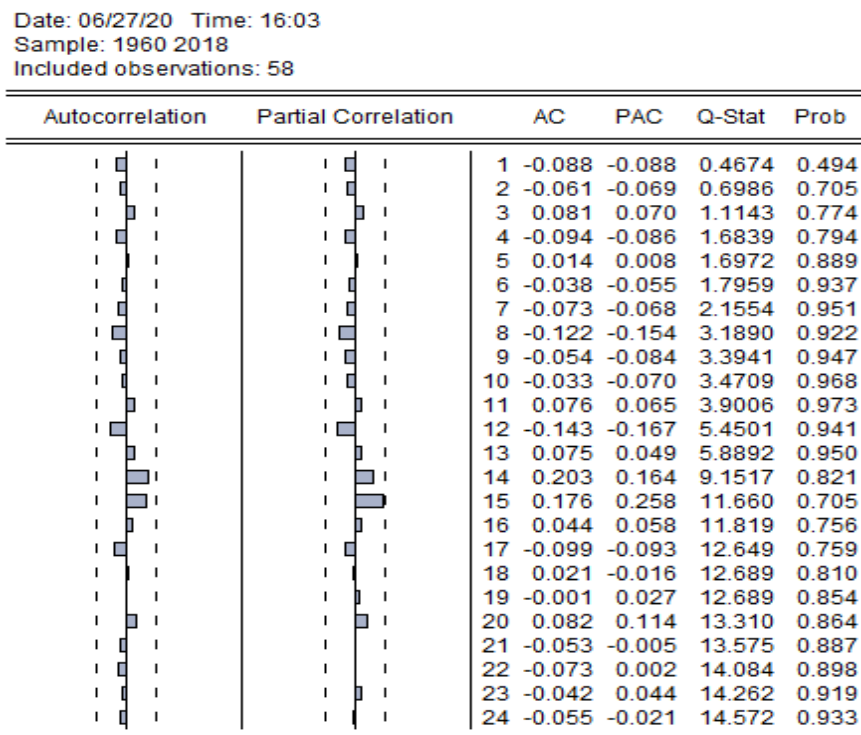 Date: 06/27/20 Time: 16:03
Sample: 1960 2018
Included observations: 58
Autocorrelation Partial Correlation AC PAC Q-Stat Prob
1 -0.088 -0.088 0.4674 0.494
2 -0.061 -0.069 0.6986 0.705
3 0.081 0.070 1.1143 0.774
4 -0.094 -0.086 1.6839 0.794
5 0.014 0.008 1.6972 0.889
6 -0.038 -0.055 1.7959 0.937
7 -0.073 -0.068 2.1554 0.951
8 -0.122 -0.154 3.1890 0.922
9 -0.054 -0.084 3.3941 0.947
10 -0.033 -0.070 3.4709 0.968
11 0.076 0.065 3.9006 0.973
12 -0.143 -0.167 5.4501 0.941
13 0.075 0.049 5.8892 0.950
14 0.203 0.164 9.1517 0.821
15 0.176 0.258 11.660 0.705
16 0.044 0.058 11.819 0.756
17 -0.099 -0.093 12.649 0.759
18 0.021 -0.016 12.689 0.810
19 -0.001 0.027 12.689 0.854
20 0.082 0.114 13.310 0.864
21 -0.053 -0.005 13.575 0.887
22 -0.073 0.002 14.084 0.898
23 -0.042 0.044 14.262 0.919
24 -0.055 -0.021 14.572 0.933